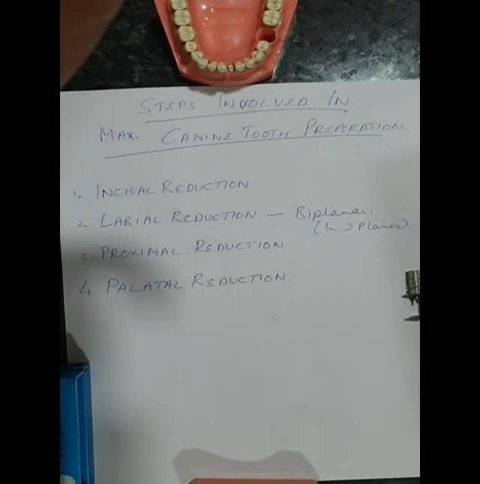 STEPS INVOLVED IN.
MAX. CANINE TOOTH PREPERATION.
1. INCISAL REDUCTION
2. LABIAL REDUCTION — Biplanar.
(In 2 Planes).
3. PROXIMAL REDUCTION
4. PALATAL REDUCTION.